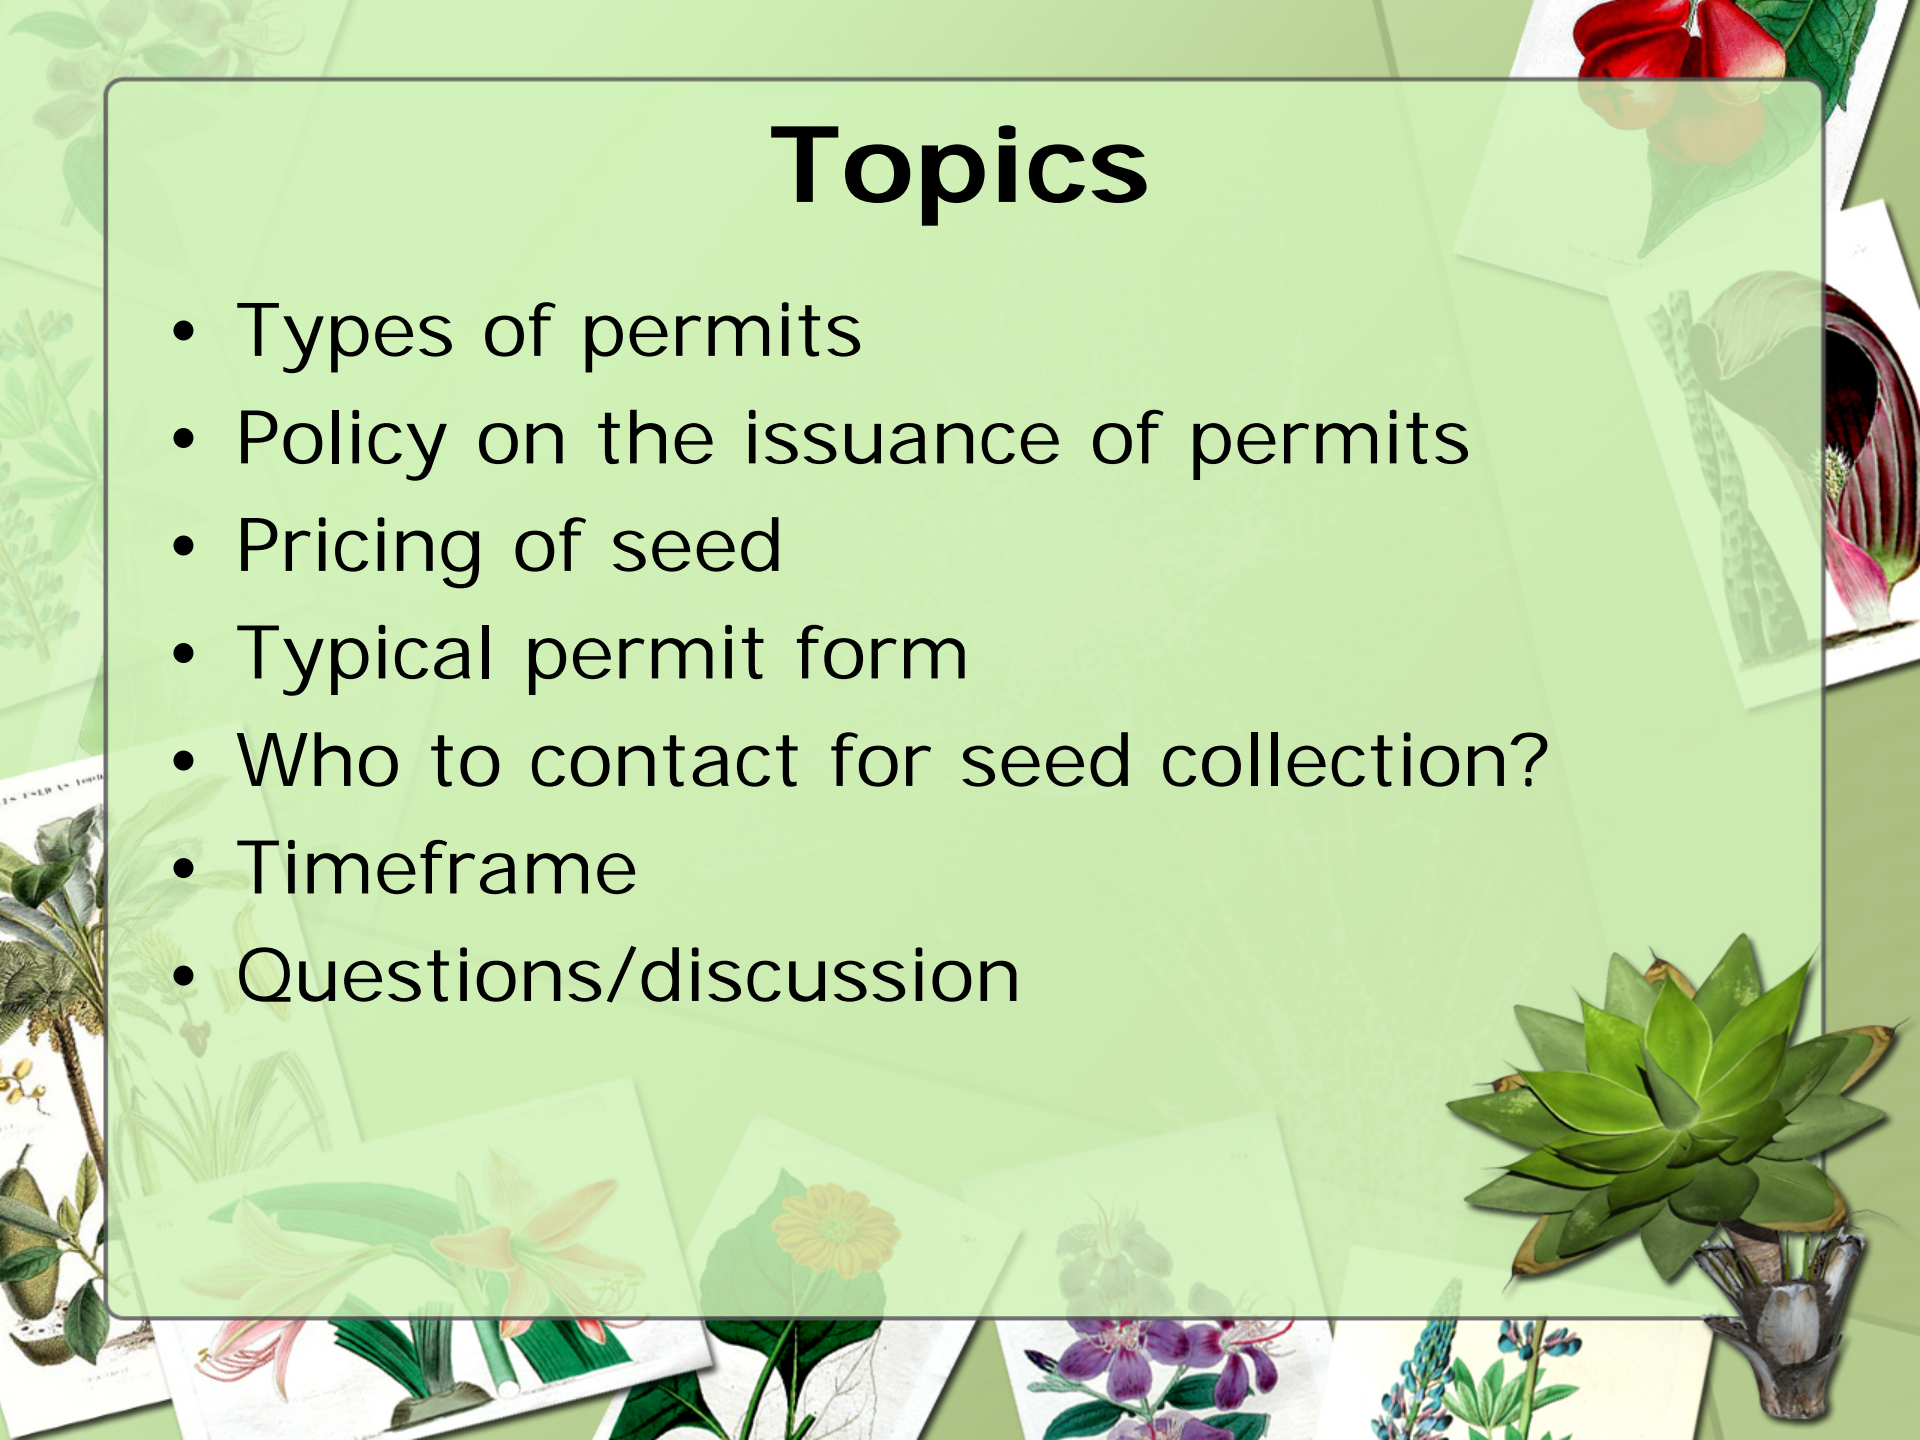 Topics
• Types of permits
• Policy on the issuance of permits
• Pricing of seed
• Typical permit form
• Who to contact for seed collection?
• Timeframe
• Questions/discussion